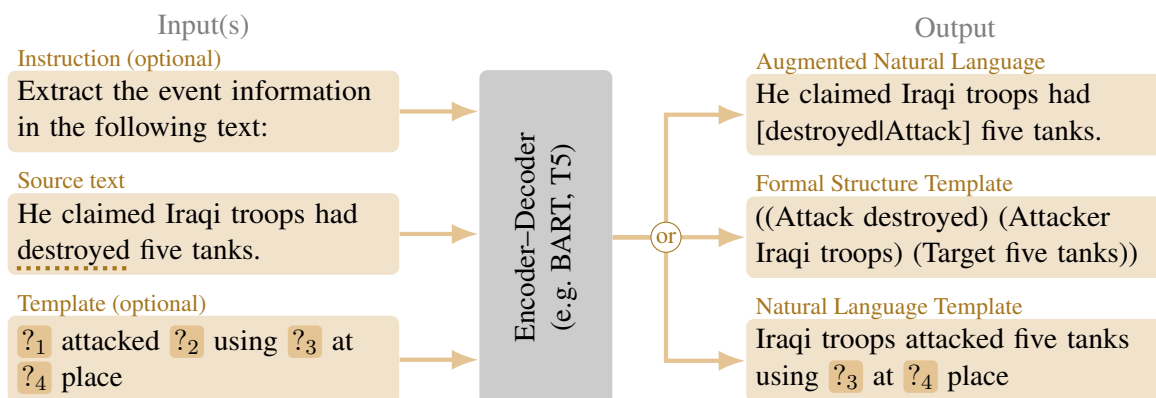 Input(s)
Instruction (optional)
Extract the event information
in the following text:
Source text
He claimed Iraqi troops had
destroyed five tanks.
Template (optional)
?₁ attacked ?₂ using ?₃ at
?₄ place
Encoder–Decoder
(e.g. BART, T5)
or
Output
Augmented Natural Language
He claimed Iraqi troops had
[destroyed|Attack] five tanks.
Formal Structure Template
((Attack destroyed) (Attacker
Iraqi troops) (Target five tanks))
Natural Language Template
Iraqi troops attacked five tanks
using ?₃ at ?₄ place